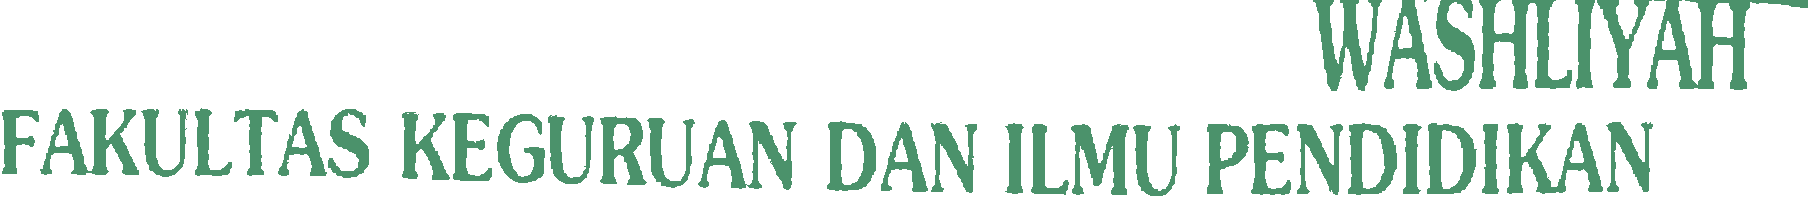 WASHLIYAH
FAKULTAS KEGURUAN DAN ILMU PENDIDIKAN